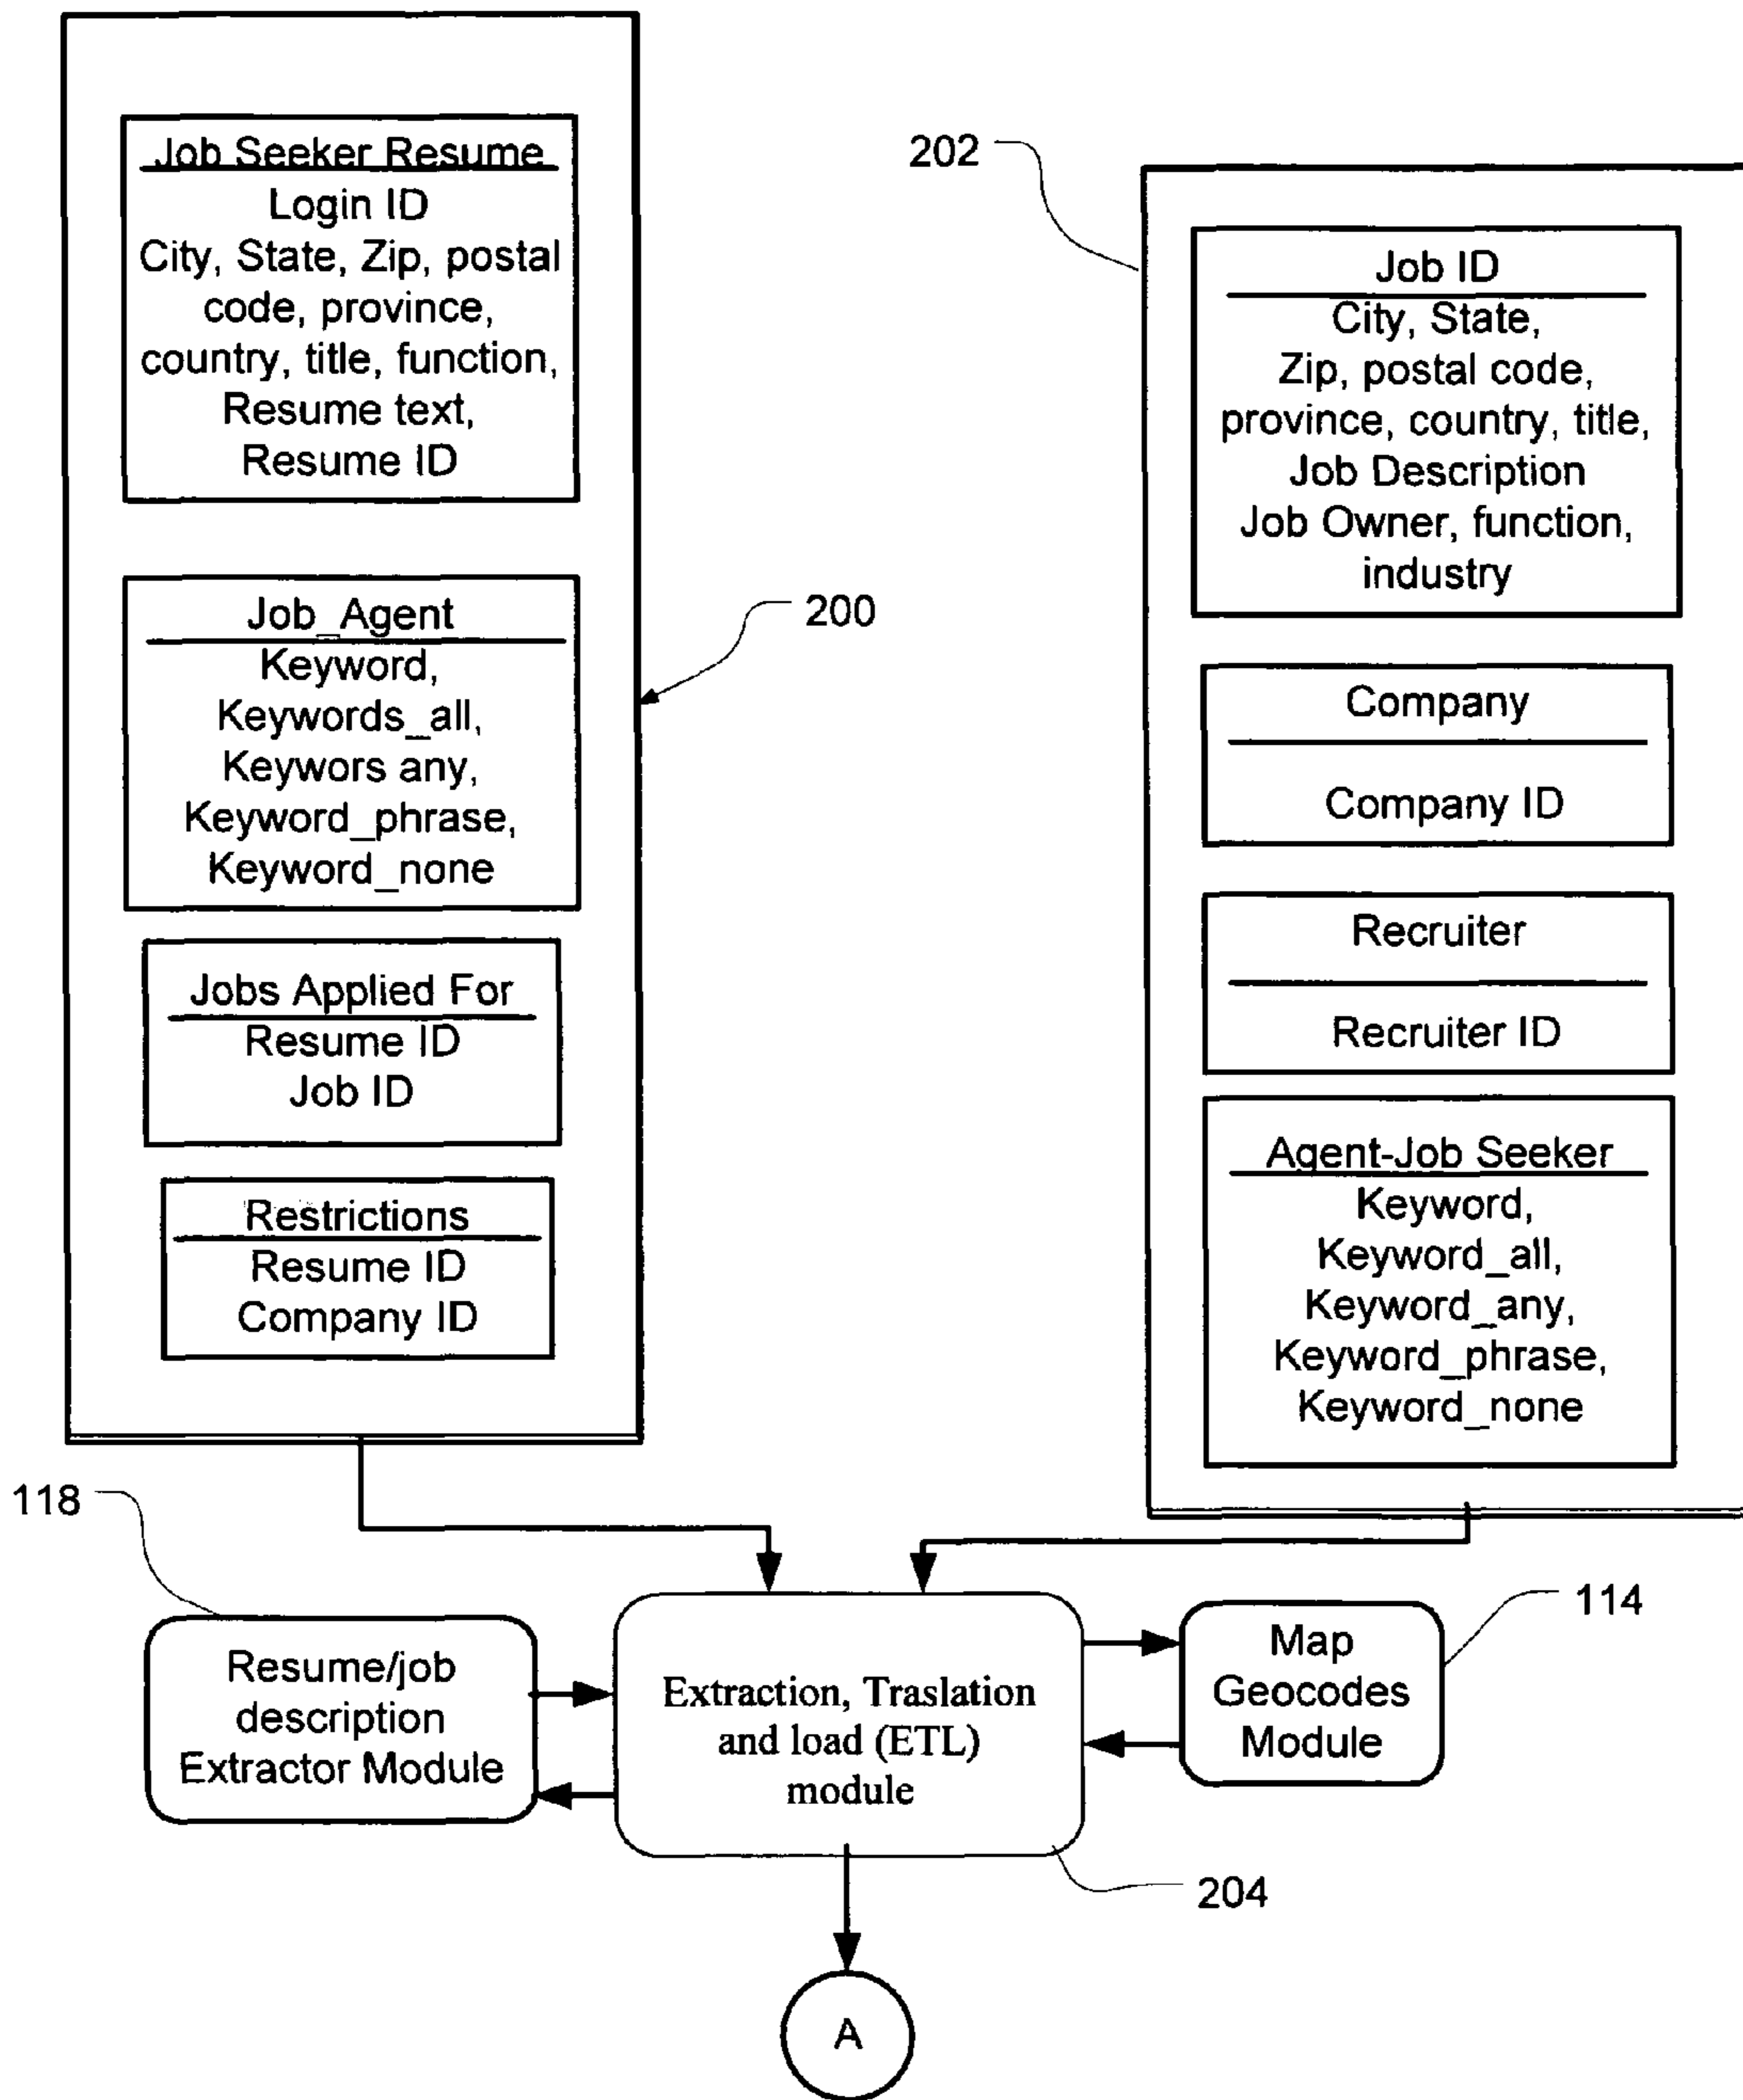 Job Seeker Resume
Login ID
City, State, Zip, postal
code, province,
country, title, function,
Resume text,
Resume ID
Job_Agent
Keyword,
Keywords_all,
Keywors any,
Keyword_phrase,
Keyword_none
Jobs Applied For
Resume ID
Job ID
Restrictions
Resume ID
Company ID
200
202
Job ID
City, State,
Zip, postal code,
province, country, title,
Job Description
Job Owner, function,
industry
Company
Company ID
Recruiter
Recruiter ID
Agent-Job Seeker
Keyword,
Keyword_all,
Keyword_any,
Keyword_phrase,
Keyword_none
118
Resume/job
description
Extractor Module
Extraction, Traslation
and load (ETL)
module
204
Map
Geocodes
Module
114
A